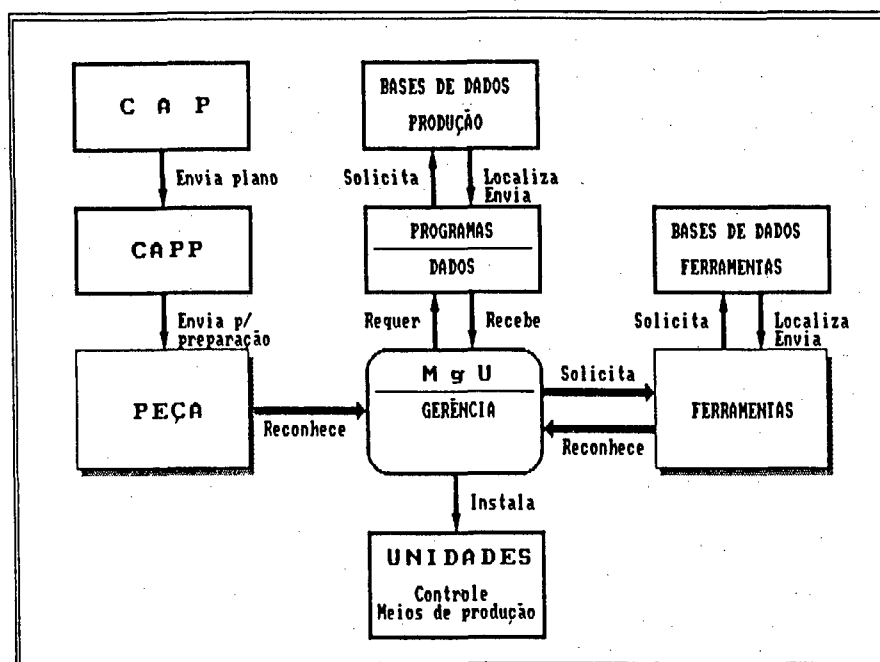 C A P
BASES DE DADOS
PRODUÇÃO
Envia plano
Solicita
Localiza
Envia
CAPP
PROGRAMAS
DADOS
BASES DE DADOS
FERRAMENTAS
Envia p/
preparação
Requer
Recebe
Solicita
Localiza
Envia
PEÇA
Reconhece
M g U
GERÊNCIA
Solicita
Reconhece
FERRAMENTAS
Instala
UNIDADES
Controle
Meios de produção